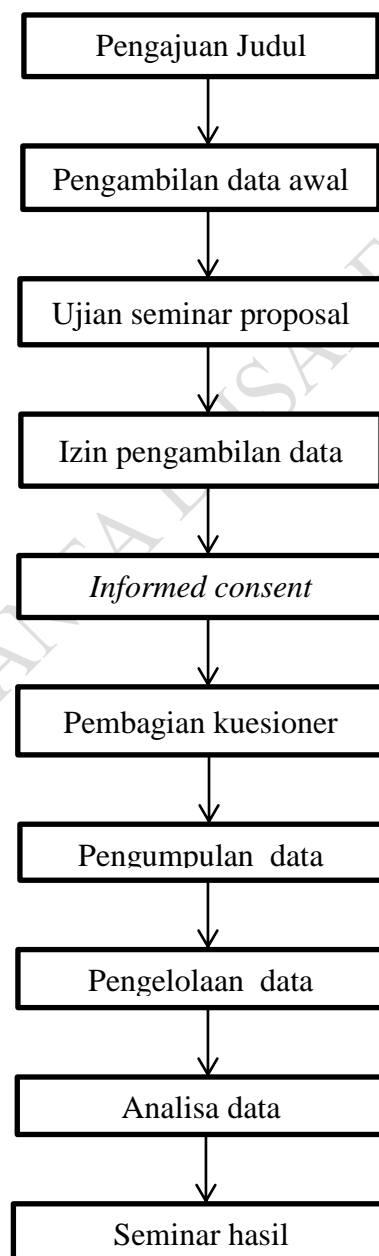 Pengajuan Judul
Pengambilan data awal
Ujian seminar proposal
Izin pengambilan data
Informed consent
Pembagian kuesioner
Pengumpulan data
Pengelolaan data
Analisa data
Seminar hasil